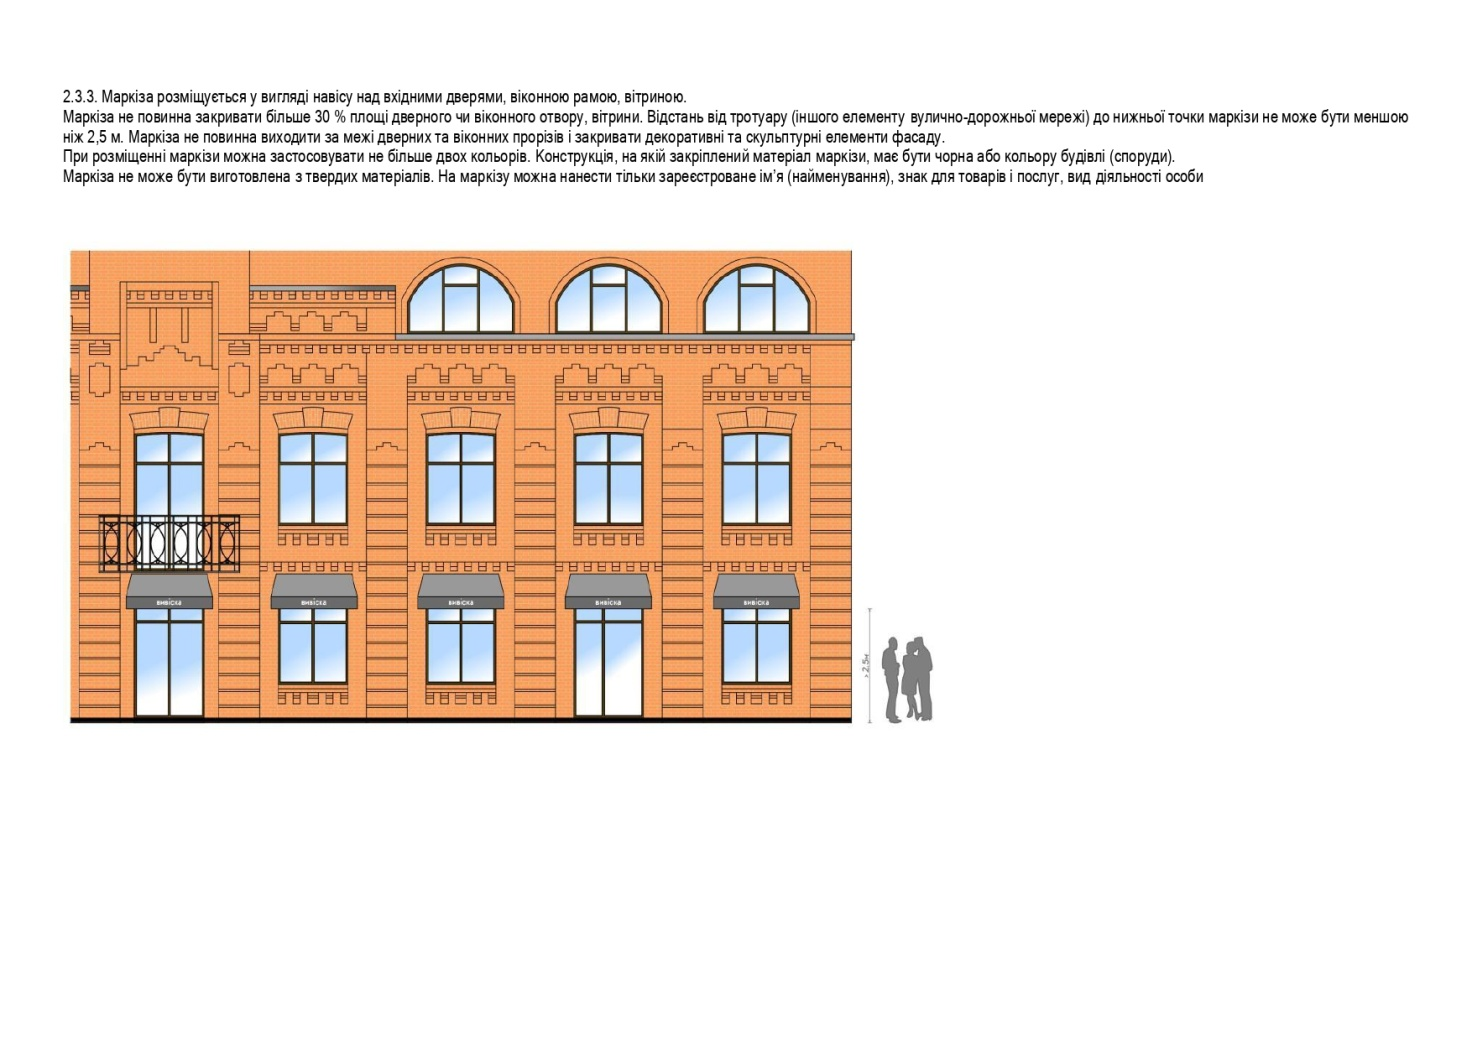 2.3.3. Маркіза розміщується у вигляді навісу над вхідними дверями, віконною рамою, вітриною.
Маркіза не повинна закривати більше 30 % площі дверного чи віконного отвору, вітрини. Відстань від тротуару (іншого елементу вулично-дорожньої мережі) до нижньої точки маркізи не може бути меншою
ніж 2,5 м. Маркіза не повинна виходити за межі дверних та віконних прорізів і закривати декоративні та скульптурні елементи фасаду.
При розміщенні маркізи можна застосовувати не більше двох кольорів. Конструкція, на якій закріплений матеріал маркізи, має бути чорна або кольору будівлі (споруди).
Маркіза не може бути виготовлена з твердих матеріалів. На маркізу можна нанести тільки зареєстроване ім’я (найменування), знак для товарів і послуг, вид діяльності особи
вивіска
вивіска
вивіска
вивіска
вивіска
>2.5м